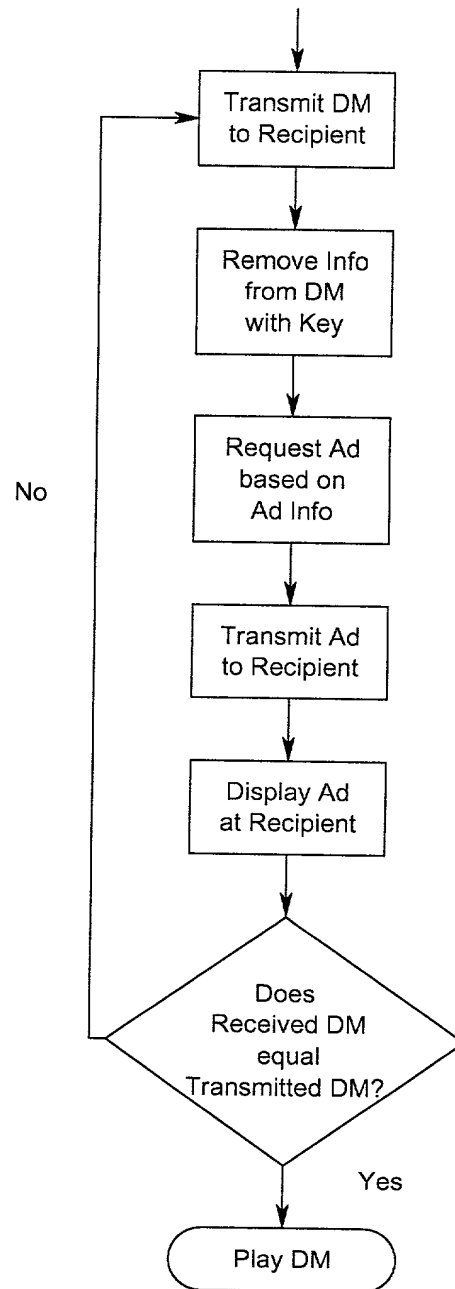 Transmit DM
to Recipient
Remove Info
from DM
with Key
Request Ad
based on
Ad Info
No
Transmit Ad
to Recipient
Display Ad
at Recipient
Does
Received DM
equal
Transmitted DM?
Yes
Play DM